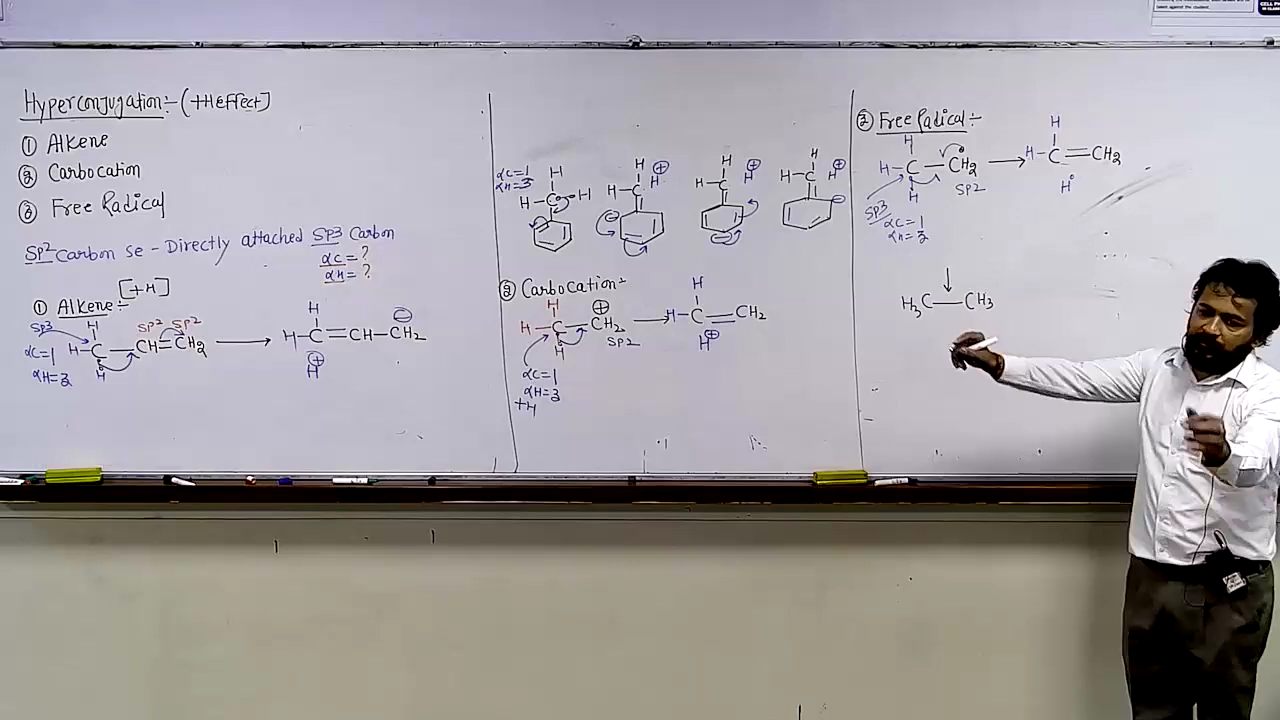 Hyperconjugation:- (+H Effect]
① Alkene
② Carbocation
③ Free Radical
SP2 Carbon Se - Directly attached SP3 Carbon
αC = ?
αH = ?
① Alkene:- [+H]
SP3 H SP2 SP2
H-C-CH=CH2 → H-C=CH-CH2
H
⊖
αC=1
αH=3
H
H
⊕
αC=1
αH=3
H
H-C-H
H
H-C H ⊕
⊖
H
H-C H ⊕
H
H-C H ⊕
⊖
② Carbocation:-
H
H-C-CH2 ⊕ → H-C=CH2
H
SP2
H
H ⊕
αC=1
αH=3
+H
③ Free Radical:-
H
H-C-CH2 → H-C=CH2
H
SP2
H
H
SP3
αC=1
αH=3
H3C-CH3
CELL PH